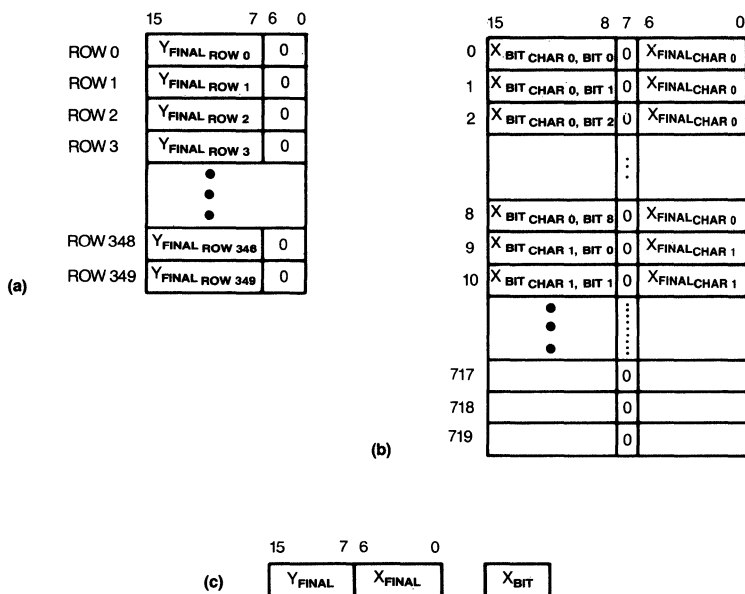 15 7 6 0
ROW 0 Y FINAL ROW 0 0
ROW 1 Y FINAL ROW 1 0
ROW 2 Y FINAL ROW 2 0
ROW 3 Y FINAL ROW 3 0
ROW 348 Y FINAL ROW 348 0
ROW 349 Y FINAL ROW 349 0
(a)
15 8 7 6 0
0 X BIT CHAR 0, BIT 0 0 X FINAL CHAR 0
1 X BIT CHAR 0, BIT 1 0 X FINAL CHAR 0
2 X BIT CHAR 0, BIT 2 0 X FINAL CHAR 0
8 X BIT CHAR 0, BIT 8 0 X FINAL CHAR 0
9 X BIT CHAR 1, BIT 0 0 X FINAL CHAR 1
10 X BIT CHAR 1, BIT 1 0 X FINAL CHAR 1
717 0
718 0
719 0
(b)
15 7 6 0
(c) Y FINAL X FINAL X BIT